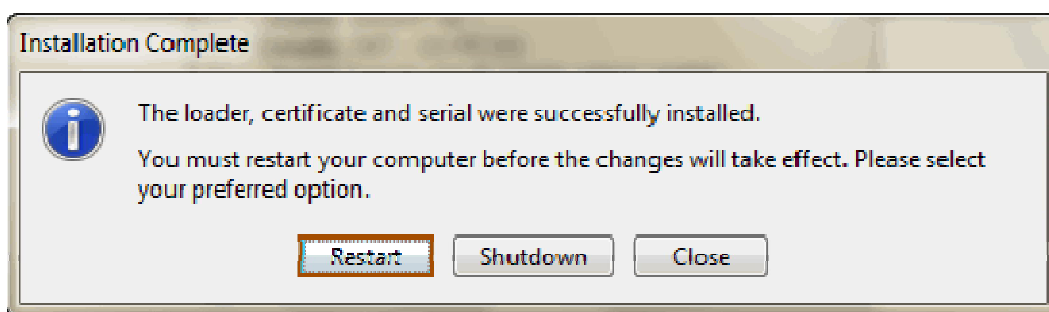 Installation Complete
The loader, certificate and serial were successfully installed.
You must restart your computer before the changes will take effect. Please select
your preferred option.
Restart
Shutdown
Close